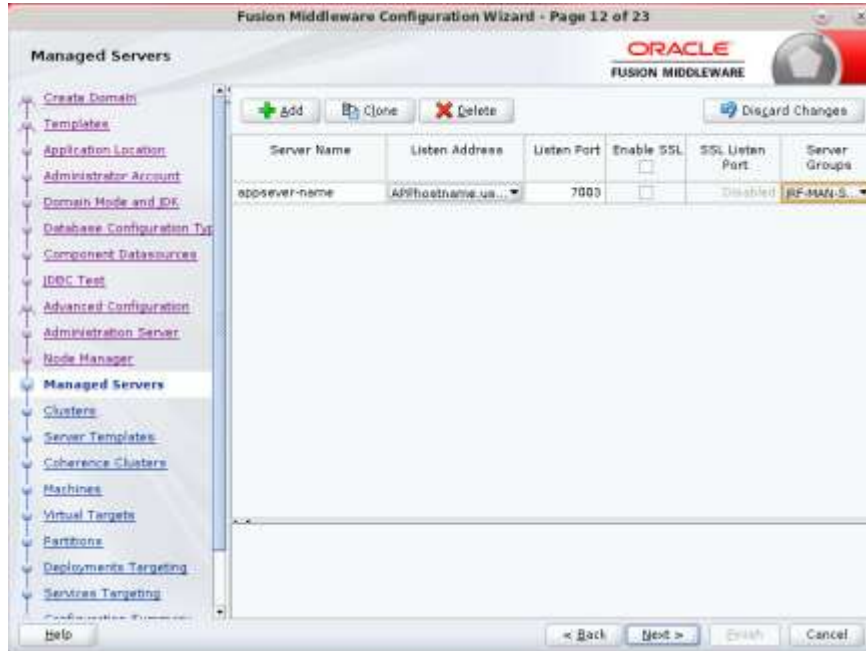 Fusion Middleware Configuration Wizard - Page 12 of 23
Managed Servers
ORACLE
FUSION MIDDLEWARE
Create Domain
Templates
Application Location
Administrator Account
Domain Mode and JDK
Database Configuration Typ
Component Datasources
JDBC Test
Advanced Configuration
Administration Server
Node Manager
Managed Servers
Clusters
Server Templates
Coherence Clusters
Machines
Virtual Targets
Partitions
Deployments Targeting
Services Targeting
Configuration Summary
Add Clone Delete Discard Changes
Server Name Listen Address Listen Port Enable SSL SSL Listen Port Server Groups
appsever-name APPhostname.us... 7003 Disabled JRF-MAN-S...
Help < Back Next > Finish Cancel